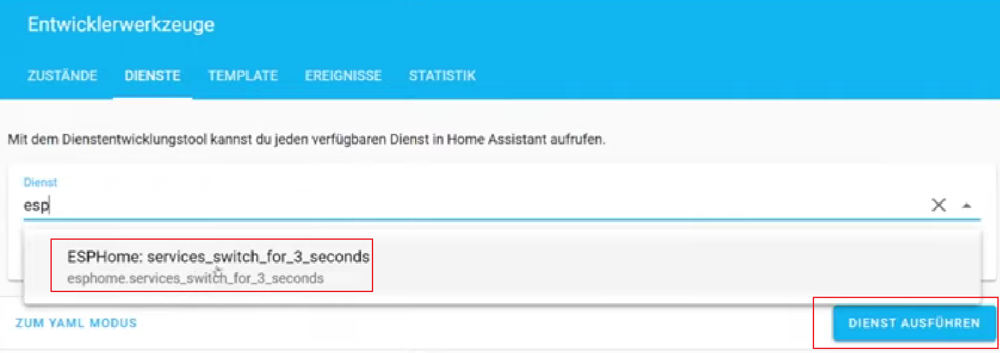 Entwicklerwerkzeuge
ZUSTÄNDE DIENSTE TEMPLATE EREIGNISSE STATISTIK
Mit dem Dienstentwicklungstool kannst du jeden verfügbaren Dienst in Home Assistant aufrufen.
Dienst
esp
ESPHome: services_switch_for_3_seconds
esphome.services_switch_for_3_seconds
ZUM YAML MODUS DIENST AUSFÜHREN